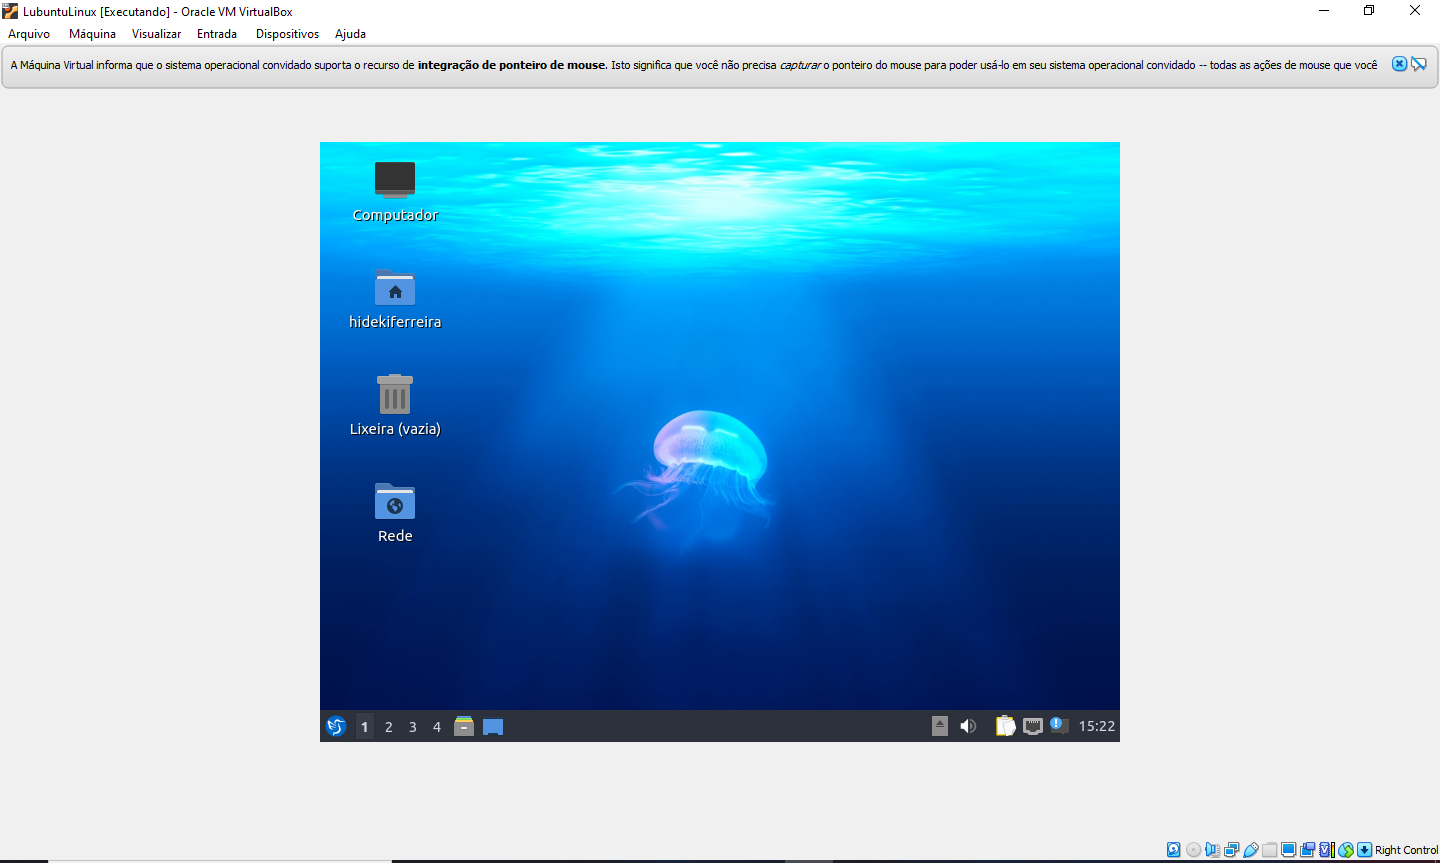 LubuntuLinux [Executando] - Oracle VM VirtualBox
Arquivo Máquina Visualizar Entrada Dispositivos Ajuda
A Máquina Virtual informa que o sistema operacional convidado suporta o recurso de integração de ponteiro de mouse. Isto significa que você não precisa capturar o ponteiro do mouse para poder usá-lo em seu sistema operacional convidado -- todas as ações de mouse que você
Computador
hidekiferreira
Lixeira (vazia)
Rede
1 2 3 4 15:22
Right Control